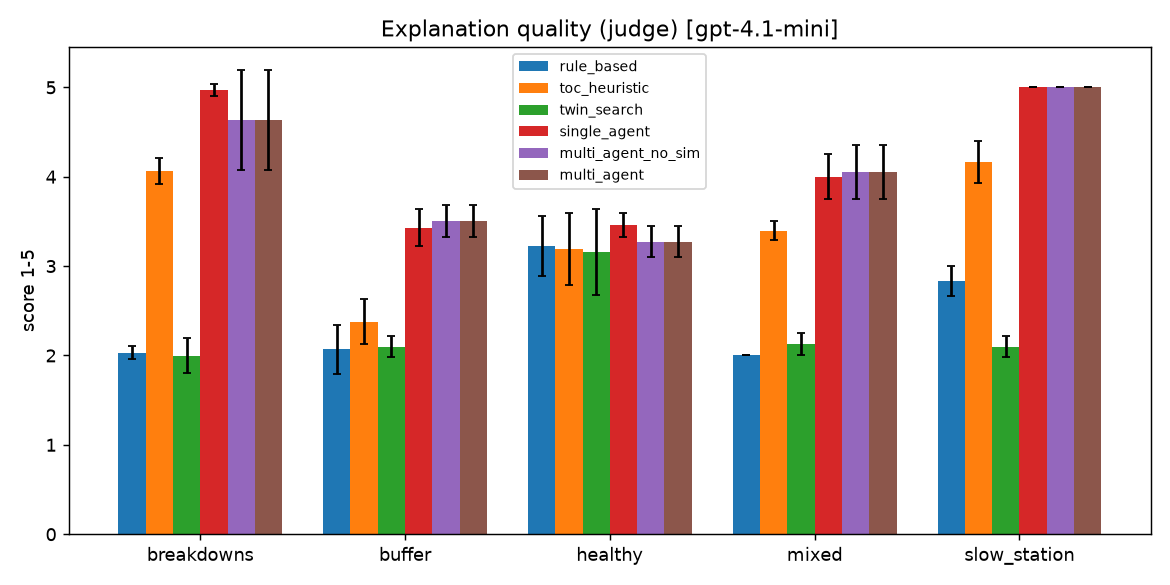 Explanation quality (judge) [gpt-4.1-mini]
rule_based
toc_heuristic
twin_search
single_agent
multi_agent_no_sim
multi_agent
score 1-5
5
4
3
2
1
0
breakdowns
buffer
healthy
mixed
slow_station